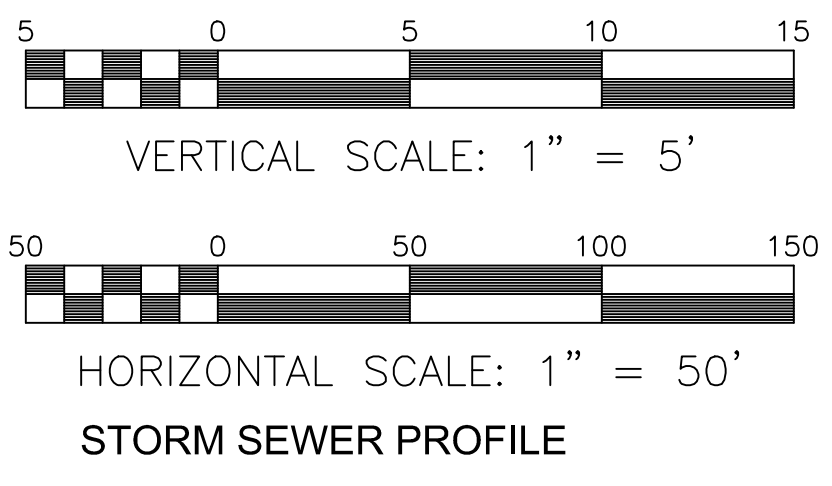 5 0 5 10 15
VERTICAL SCALE: 1" = 5'
50 0 50 100 150
HORIZONTAL SCALE: 1" = 50'
STORM SEWER PROFILE